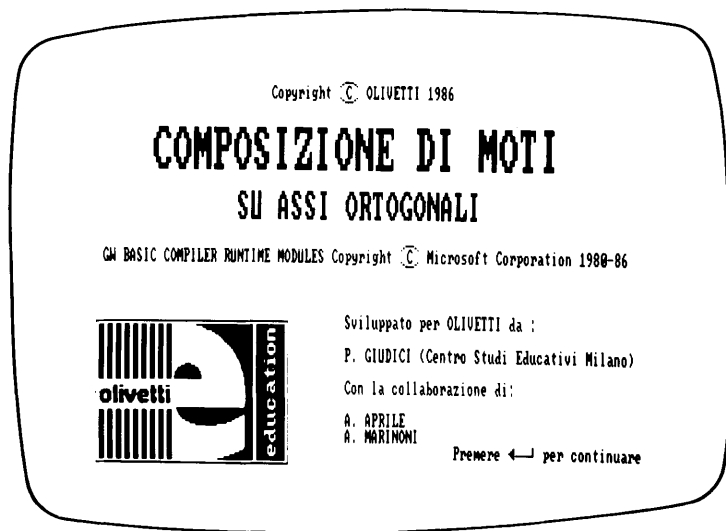 Copyright © OLIVETTI 1986
COMPOSIZIONE DI MOTI
SU ASSI ORTOGONALI
GW BASIC COMPILER RUNTIME MODULES Copyright © Microsoft Corporation 1980-86
Sviluppato per OLIVETTI da :
P. GIUDICI (Centro Studi Educativi Milano)
Con la collaborazione di:
A. APRILE
A. MARINONI
Premere ⟵┘ per continuare
olivetti
e
education